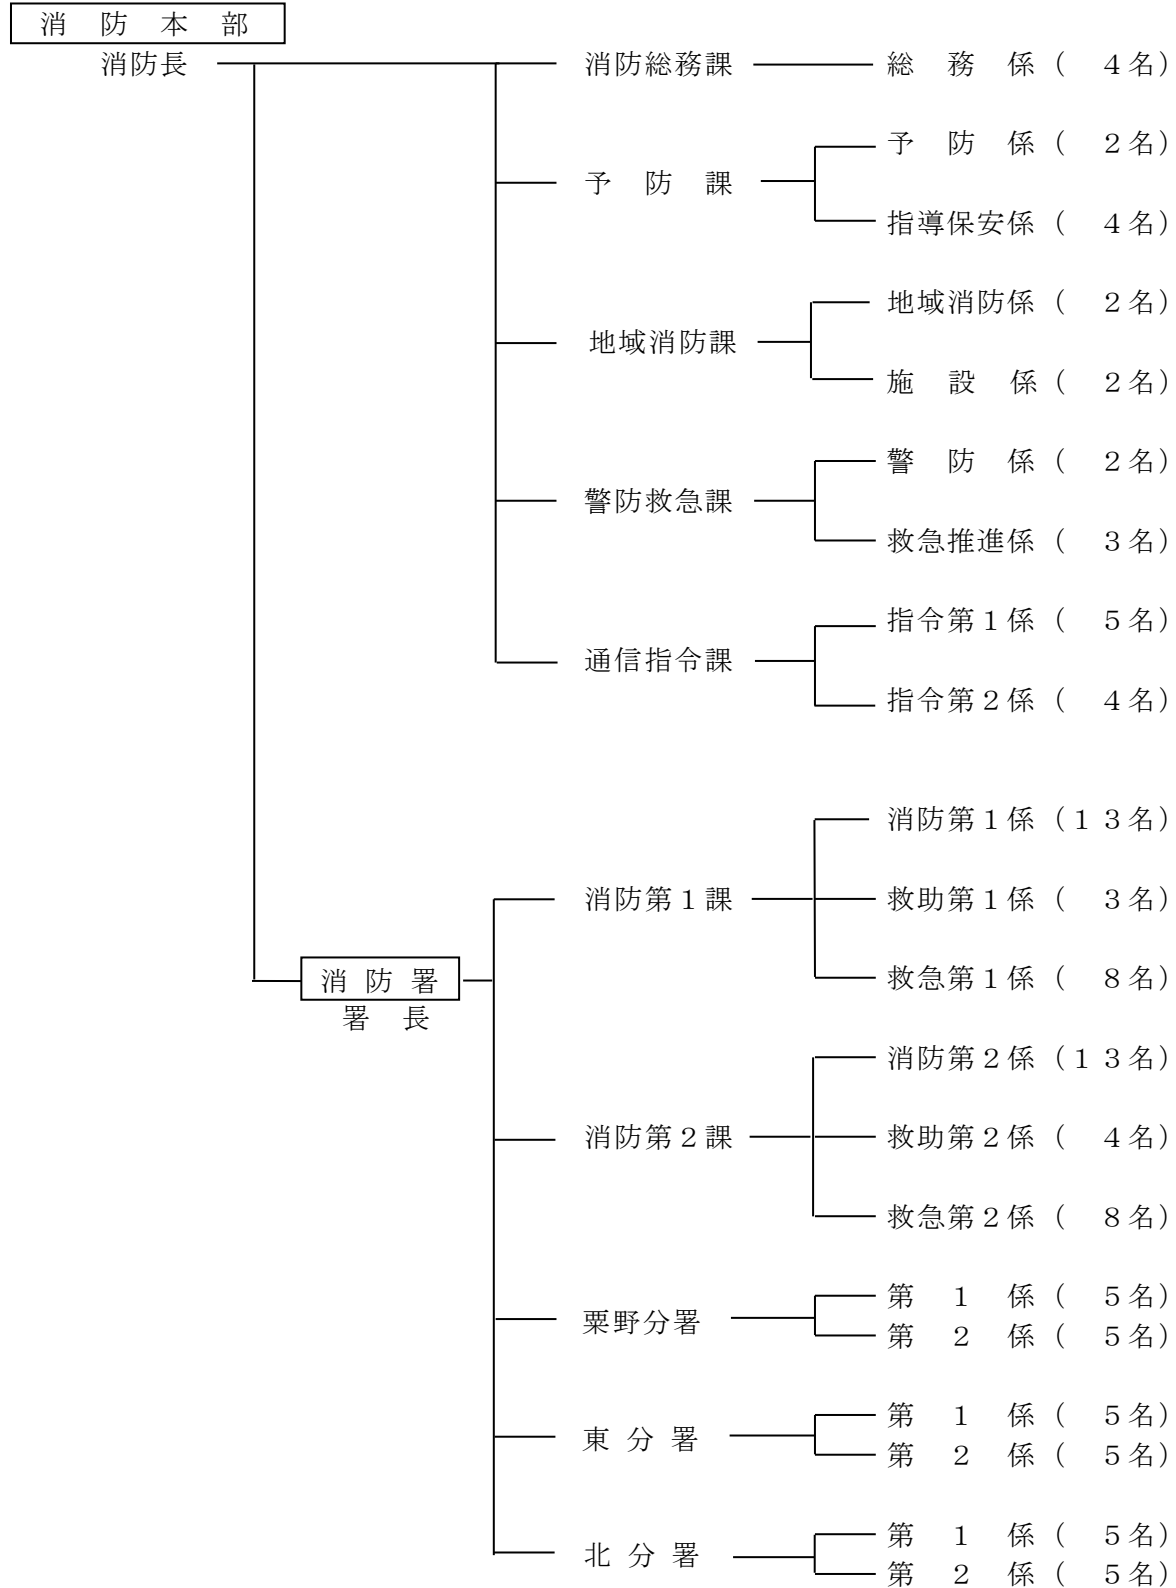 消防本部
消防長 消防総務課 総務係（ 4名）
予防係（ 2名）
予防課
指導保安係（ 4名）
地域消防係（ 2名）
地域消防課
施設係（ 2名）
警防係（ 2名）
警防救急課
救急推進係（ 3名）
指令第１係（ 5名）
通信指令課
指令第２係（ 4名）
消防第１係（１３名）
消防第１課 救助第１係（ 3名）
消防署 救急第１係（ 8名）
署長
消防第２係（１３名）
消防第２課 救助第２係（ 4名）
救急第２係（ 8名）
第１係（ 5名）
粟野分署
第２係（ 5名）
第１係（ 5名）
東分署
第２係（ 5名）
第１係（ 5名）
北分署
第２係（ 5名）